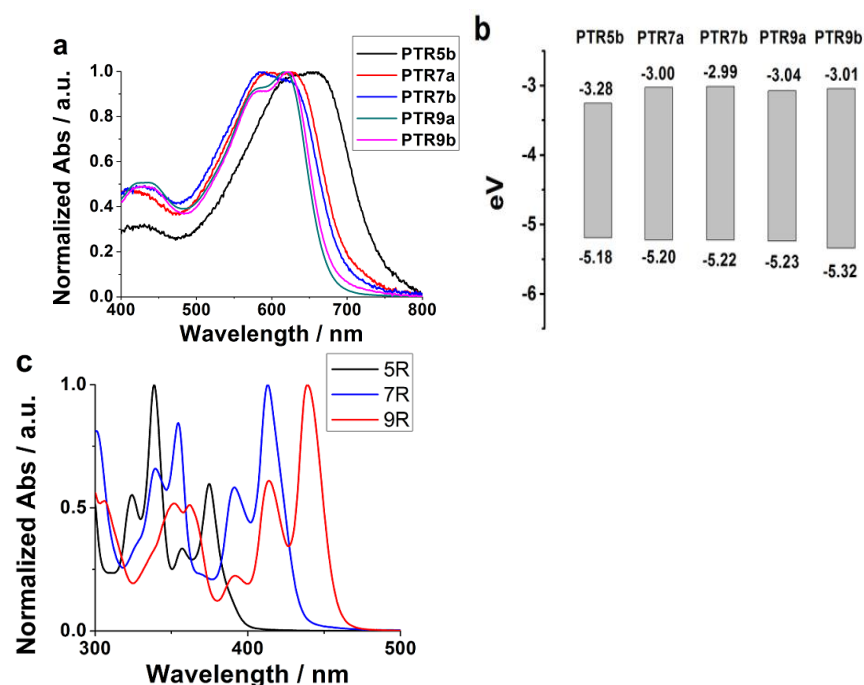 a
PTR5b
PTR7a
PTR7b
PTR9a
PTR9b
1.0
0.8
0.6
0.4
0.2
0.0
Normalized Abs / a.u.
400 500 600 700 800
Wavelength / nm
b
PTR5b PTR7a PTR7b PTR9a PTR9b
-3.28 -3.00 -2.99 -3.04 -3.01
-3
-4
-5
-6
eV
-5.18 -5.20 -5.22 -5.23 -5.32
c
5R
7R
9R
1.0
0.5
0.0
Normalized Abs / a.u.
300 400 500
Wavelength / nm